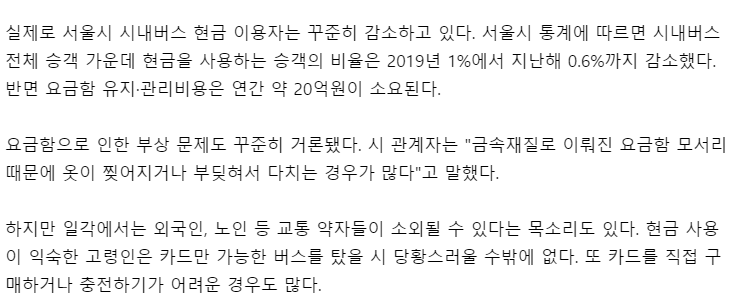 실제로 서울시 시내버스 현금 이용자는 꾸준히 감소하고 있다. 서울시 통계에 따르면 시내버스
전체 승객 가운데 현금을 사용하는 승객의 비율은 2019년 1%에서 지난해 0.6%까지 감소했다.
반면 요금함 유지·관리비용은 연간 약 20억원이 소요된다.
요금함으로 인한 부상 문제도 꾸준히 거론됐다. 시 관계자는 "금속재질로 이뤄진 요금함 모서리
때문에 옷이 찢어지거나 부딪혀서 다치는 경우가 많다"고 말했다.
하지만 일각에서는 외국인, 노인 등 교통 약자들이 소외될 수 있다는 목소리도 있다. 현금 사용
이 익숙한 고령인은 카드만 가능한 버스를 탔을 시 당황스러울 수밖에 없다. 또 카드를 직접 구
매하거나 충전하기가 어려운 경우도 많다.